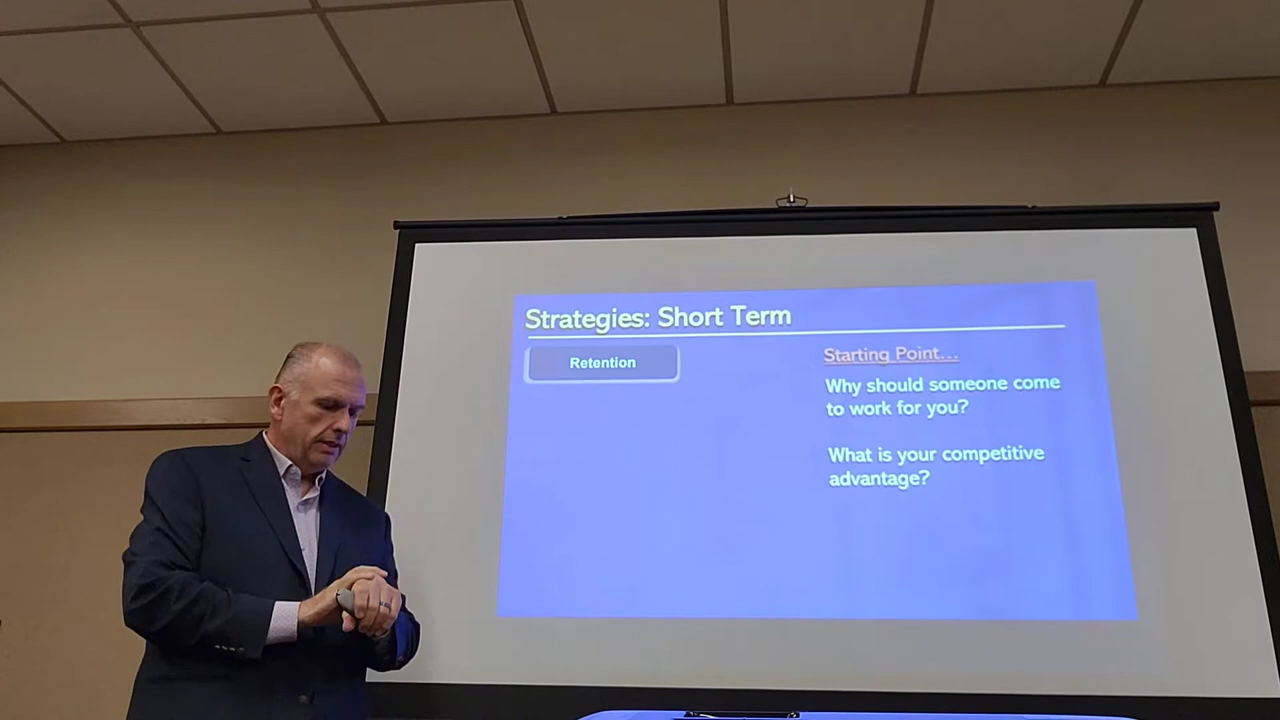 Strategies: Short Term
Retention
Starting Point...
Why should someone come
to work for you?
What is your competitive
advantage?